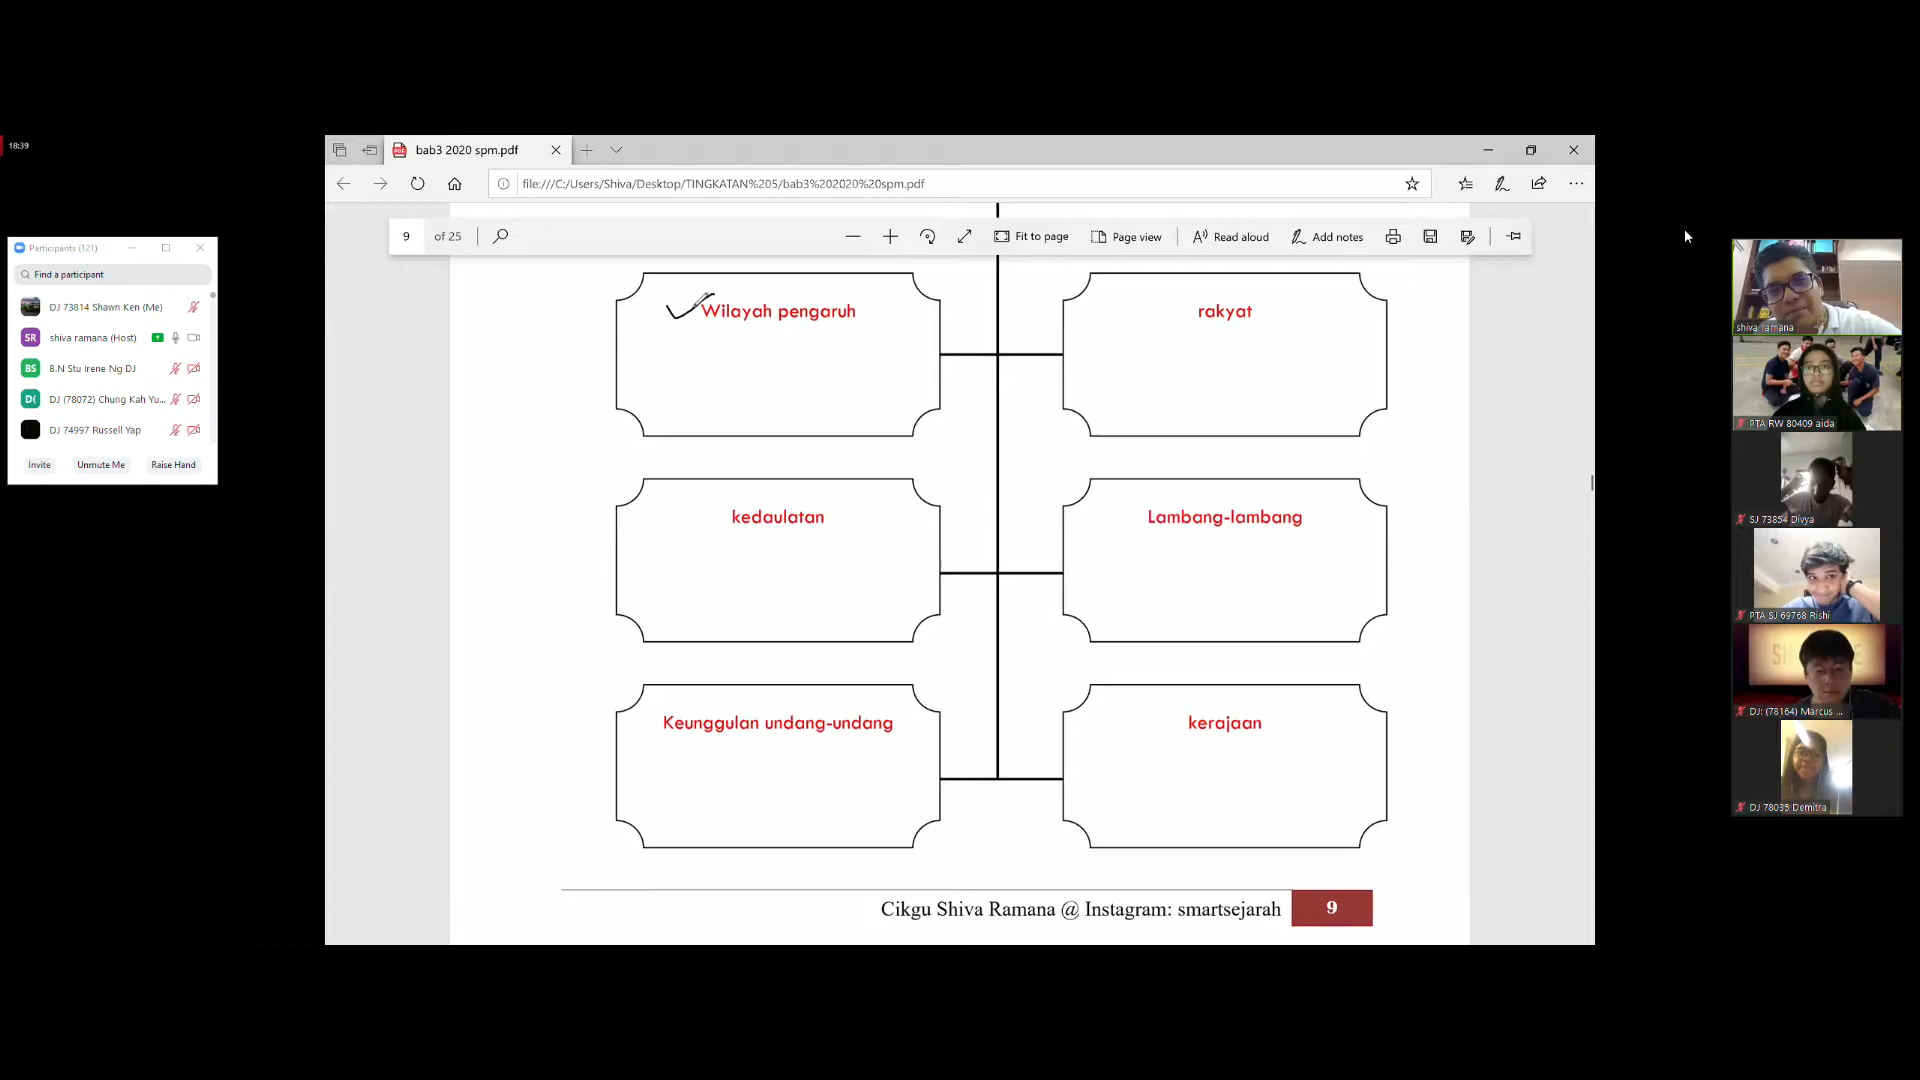 18:39
bab3 2020 spm.pdf
file:///C:/Users/Shiva/Desktop/TINGKATAN%205/bab3%202020%20spm.pdf
9 of 25
Fit to page
Page view
Read aloud
Add notes
Participants (121)
Find a participant
DJ 73814 Shawn Ken (Me)
SR shiva ramana (Host)
BS B.N Stu Irene Ng DJ
D( DJ (78072) Chung Kah Yu...
DJ 74997 Russell Yap
Invite Unmute Me Raise Hand
Wilayah pengaruh
rakyat
kedaulatan
Lambang-lambang
Keunggulan undang-undang
kerajaan
Cikgu Shiva Ramana @ Instagram: smartsejarah 9
shiva ramana
PTA RW 80409 aida
SJ 73854 Divya
PTA SJ 69768 Rishi
DJ: (78164) Marcus ...
DJ 78035 Demitra